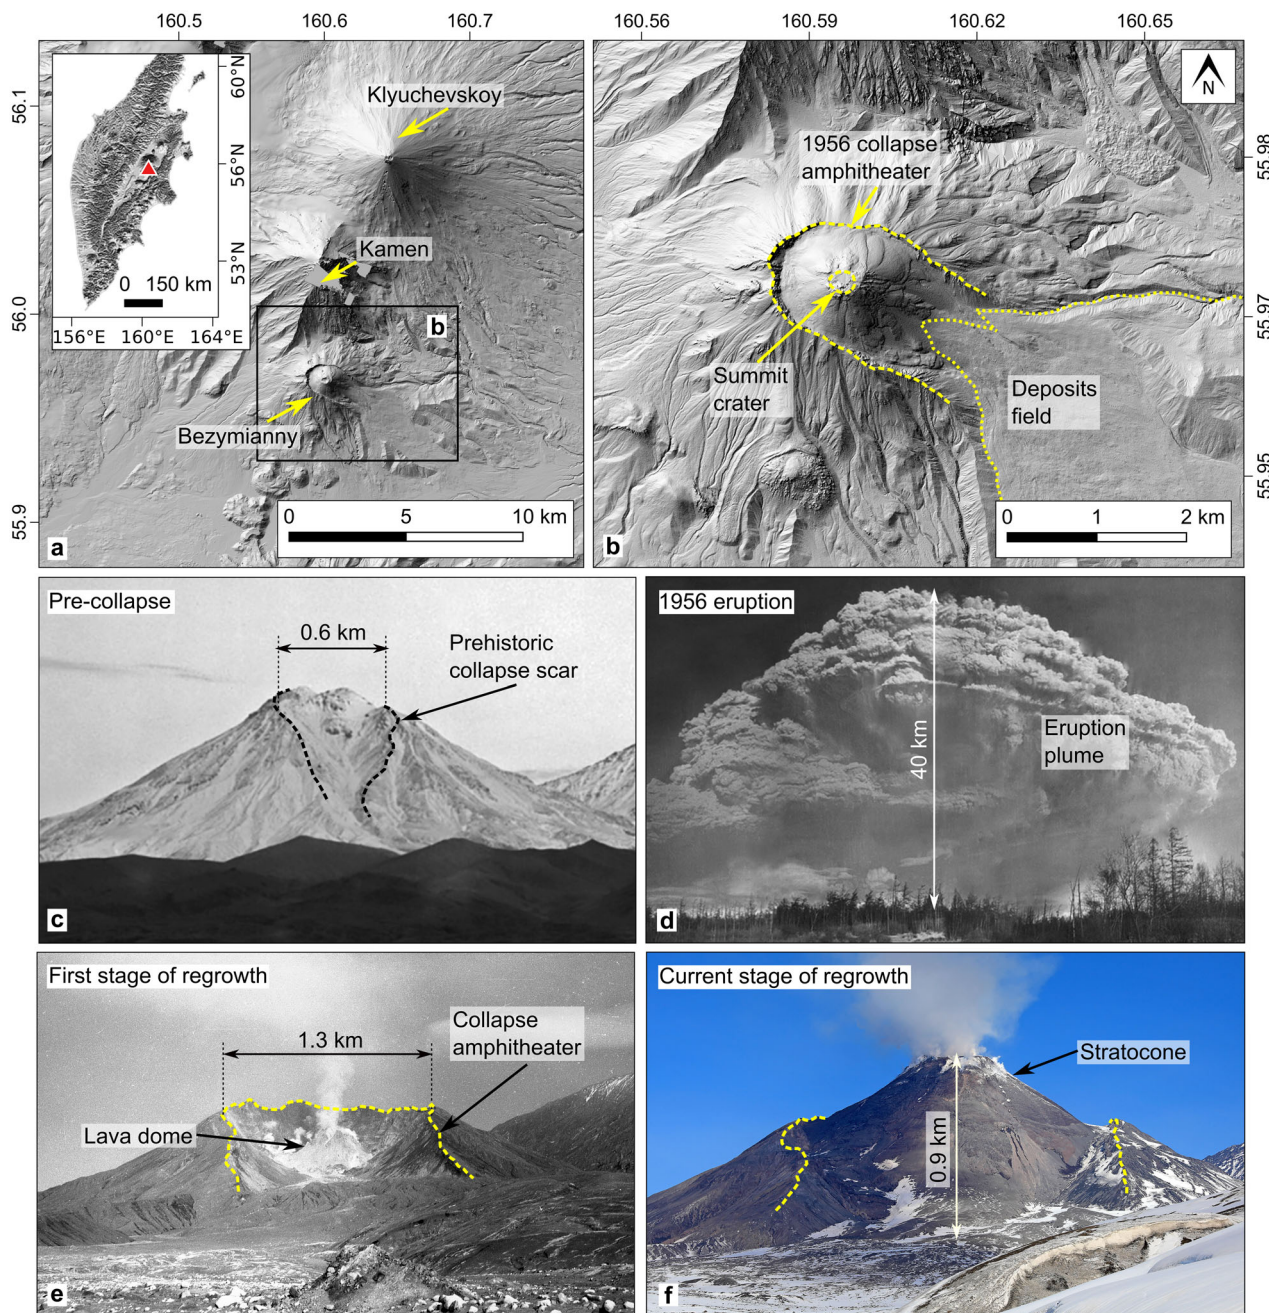 160.5
160.6
160.7
160.56
160.59
160.62
160.65
56.1
56.0
55.9
60°N
56°N
53°N
0 150 km
156°E 160°E 164°E
Klyuchevskoy
Kamen
b
Bezymianny
0 5 10 km
a
N
1956 collapse
amphitheater
Summit
crater
Deposits
field
55.98
55.97
55.95
0 1 2 km
b
Pre-collapse
0.6 km
Prehistoric
collapse scar
c
1956 eruption
40 km
Eruption
plume
d
First stage of regrowth
1.3 km
Collapse
amphitheater
Lava dome
e
Current stage of regrowth
Stratocone
0.9 km
f